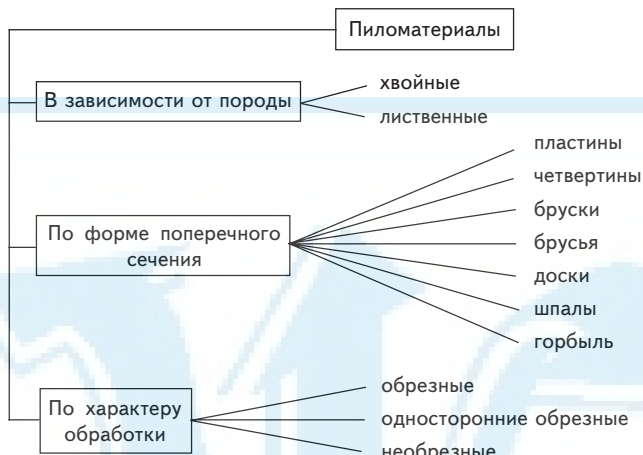 Пиломатериалы
В зависимости от породы
хвойные
лиственные
По форме поперечного
сечения
пластины
четвертины
бруски
брусья
доски
шпалы
горбыль
По характеру
обработки
обрезные
односторонние обрезные
необрезные